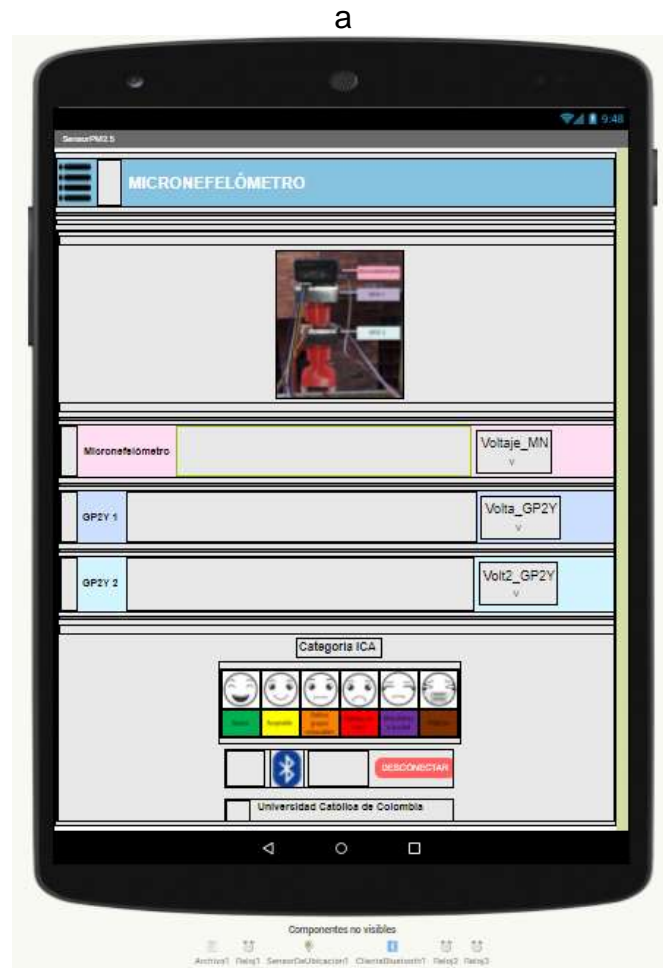 a
9:48
SensorPM2.5
MICRONEFELÓMETRO
Micronefelómetro
Voltaje_MN
V
GP2Y 1
Volta_GP2Y
V
GP2Y 2
Volt2_GP2Y
V
Categoria ICA
DESCONECTAR
Universidad Católica de Colombia
Componentes no visibles
Archivo1 Reloj1 SensorDeUbicacion1 ClienteBluetooth1 Reloj2 Reloj3